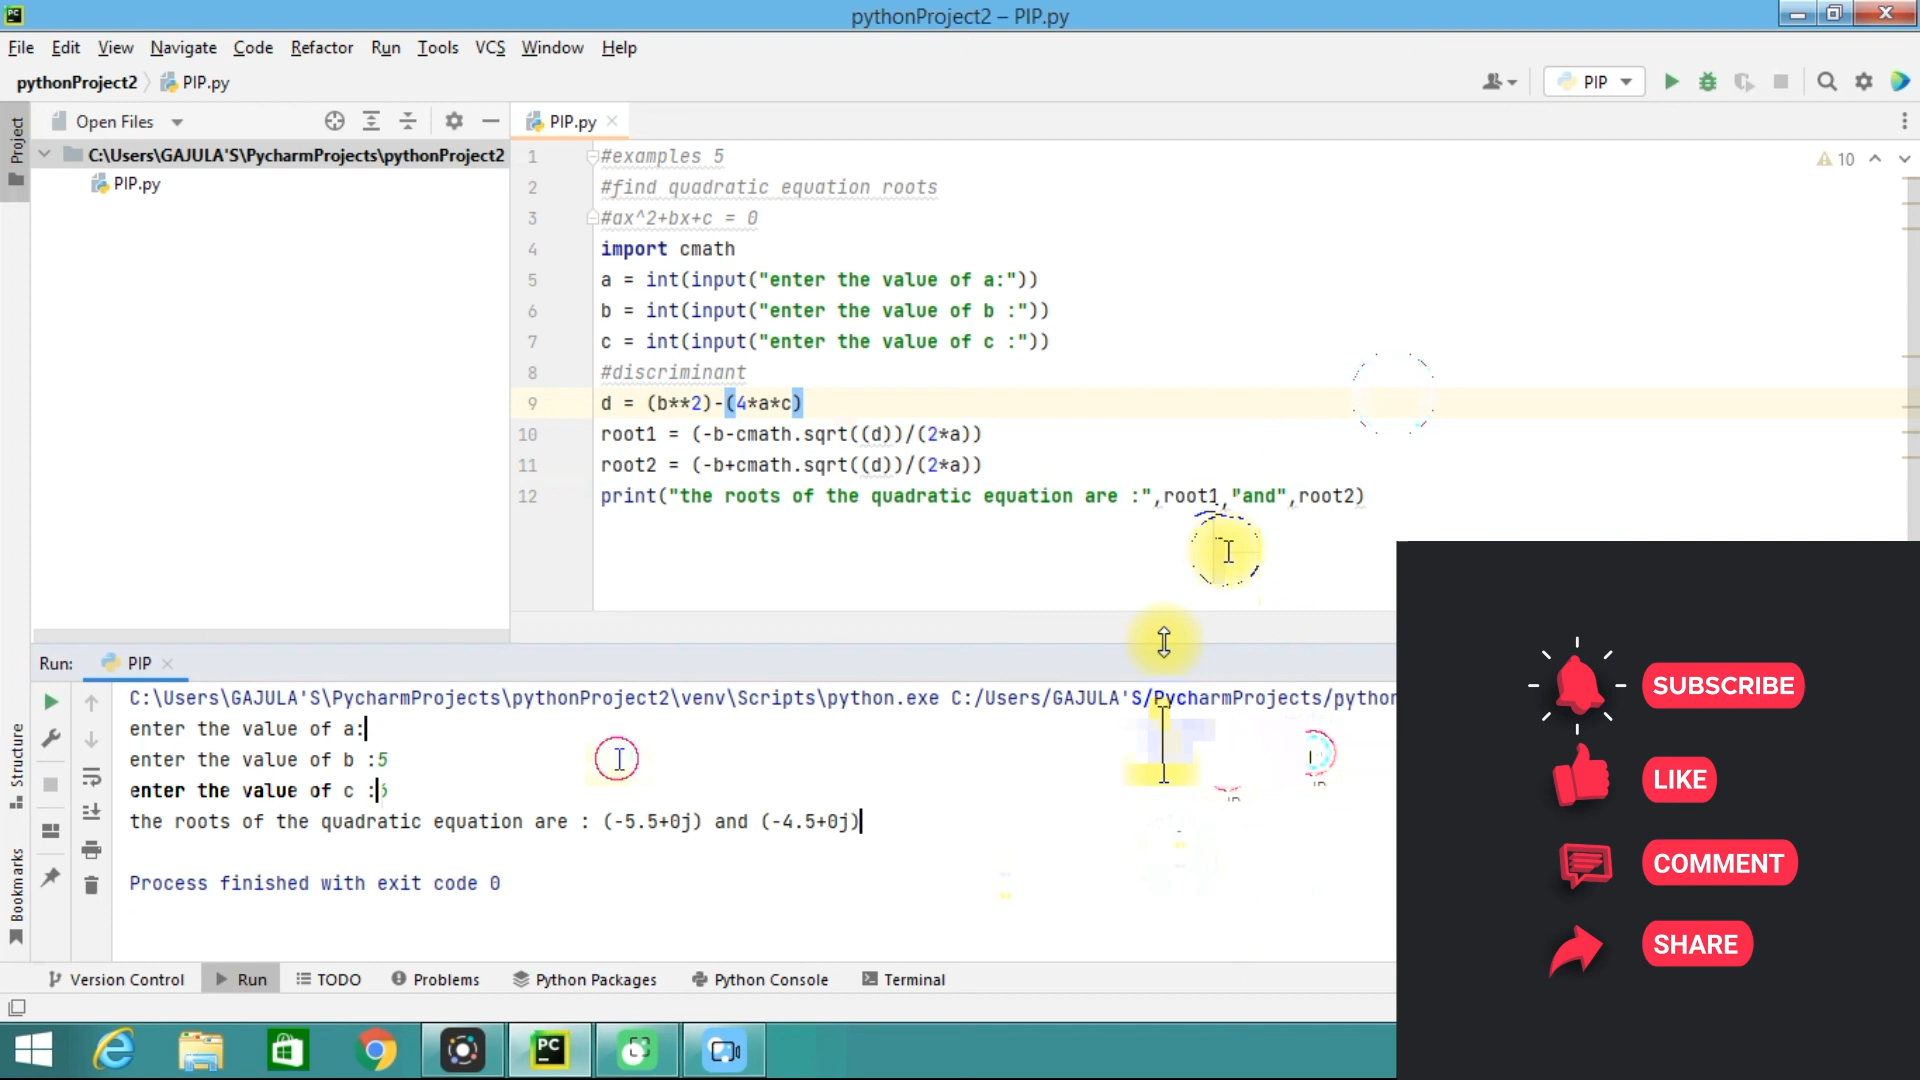 pythonProject2 – PIP.py
File Edit View Navigate Code Refactor Run Tools VCS Window Help
pythonProject2 PIP.py
PIP
Project
Open Files
PIP.py
C:\Users\GAJULA'S\PycharmProjects\pythonProject2
PIP.py
10
1 #examples 5
2 #find quadratic equation roots
3 #ax^2+bx+c = 0
4 import cmath
5 a = int(input("enter the value of a:"))
6 b = int(input("enter the value of b :"))
7 c = int(input("enter the value of c :"))
8 #discriminant
9 d = (b**2)-(4*a*c)
10 root1 = (-b-cmath.sqrt((d))/(2*a))
11 root2 = (-b+cmath.sqrt((d))/(2*a))
12 print("the roots of the quadratic equation are :",root1,"and",root2)
Run: PIP
C:\Users\GAJULA'S\PycharmProjects\pythonProject2\venv\Scripts\python.exe C:/Users/GAJULA'S/PycharmProjects/python
enter the value of a:
enter the value of b :5
enter the value of c :
the roots of the quadratic equation are : (-5.5+0j) and (-4.5+0j)
Process finished with exit code 0
Structure
Bookmarks
SUBSCRIBE
LIKE
COMMENT
SHARE
Version Control Run TODO Problems Python Packages Python Console Terminal
PC